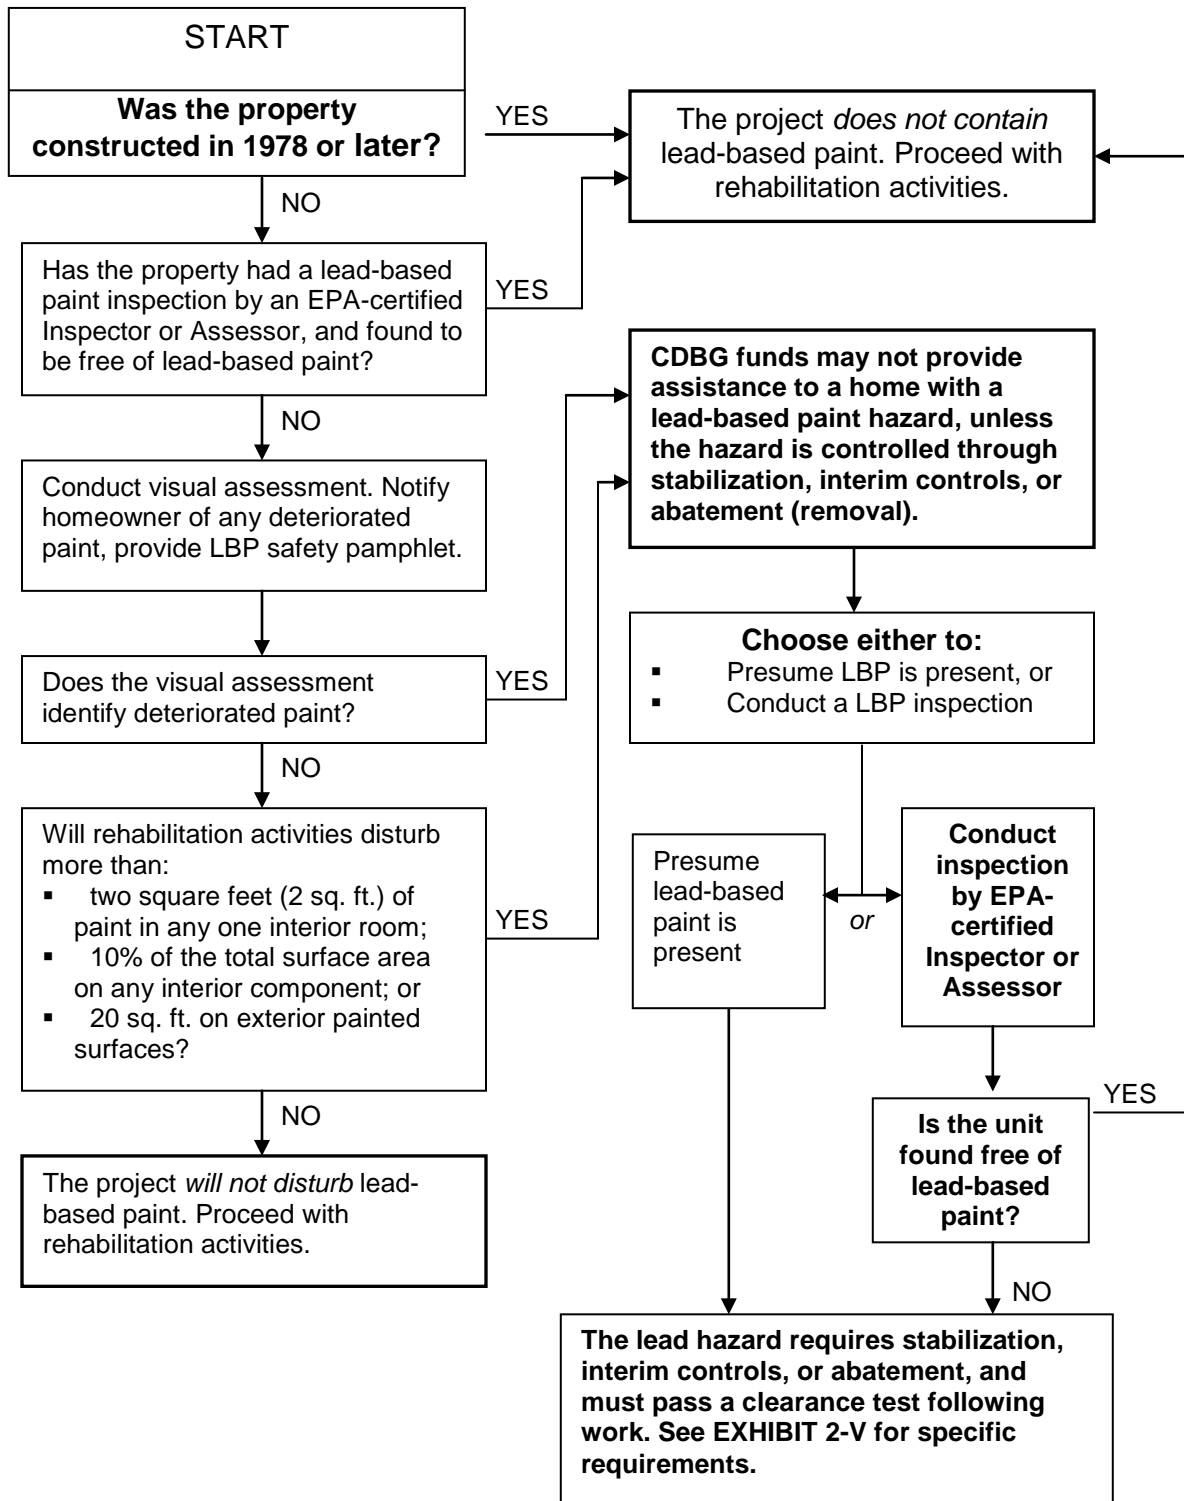 START
Was the property
constructed in 1978 or later?
YES
The project does not contain
lead-based paint. Proceed with
rehabilitation activities.
NO
Has the property had a lead-based
paint inspection by an EPA-certified
Inspector or Assessor, and found to
be free of lead-based paint?
YES
NO
Conduct visual assessment. Notify
homeowner of any deteriorated
paint, provide LBP safety pamphlet.
Does the visual assessment
identify deteriorated paint?
YES
NO
Will rehabilitation activities disturb
more than:
▪ two square feet (2 sq. ft.) of
paint in any one interior room;
▪ 10% of the total surface area
on any interior component; or
▪ 20 sq. ft. on exterior painted
surfaces?
YES
NO
The project will not disturb lead-
based paint. Proceed with
rehabilitation activities.
CDBG funds may not provide
assistance to a home with a
lead-based paint hazard, unless
the hazard is controlled through
stabilization, interim controls, or
abatement (removal).
Choose either to:
▪ Presume LBP is present, or
▪ Conduct a LBP inspection
Presume
lead-based
paint is
present
or
Conduct
inspection
by EPA-
certified
Inspector or
Assessor
Is the unit
found free of
lead-based
paint?
YES
NO
The lead hazard requires stabilization,
interim controls, or abatement, and
must pass a clearance test following
work. See EXHIBIT 2-V for specific
requirements.